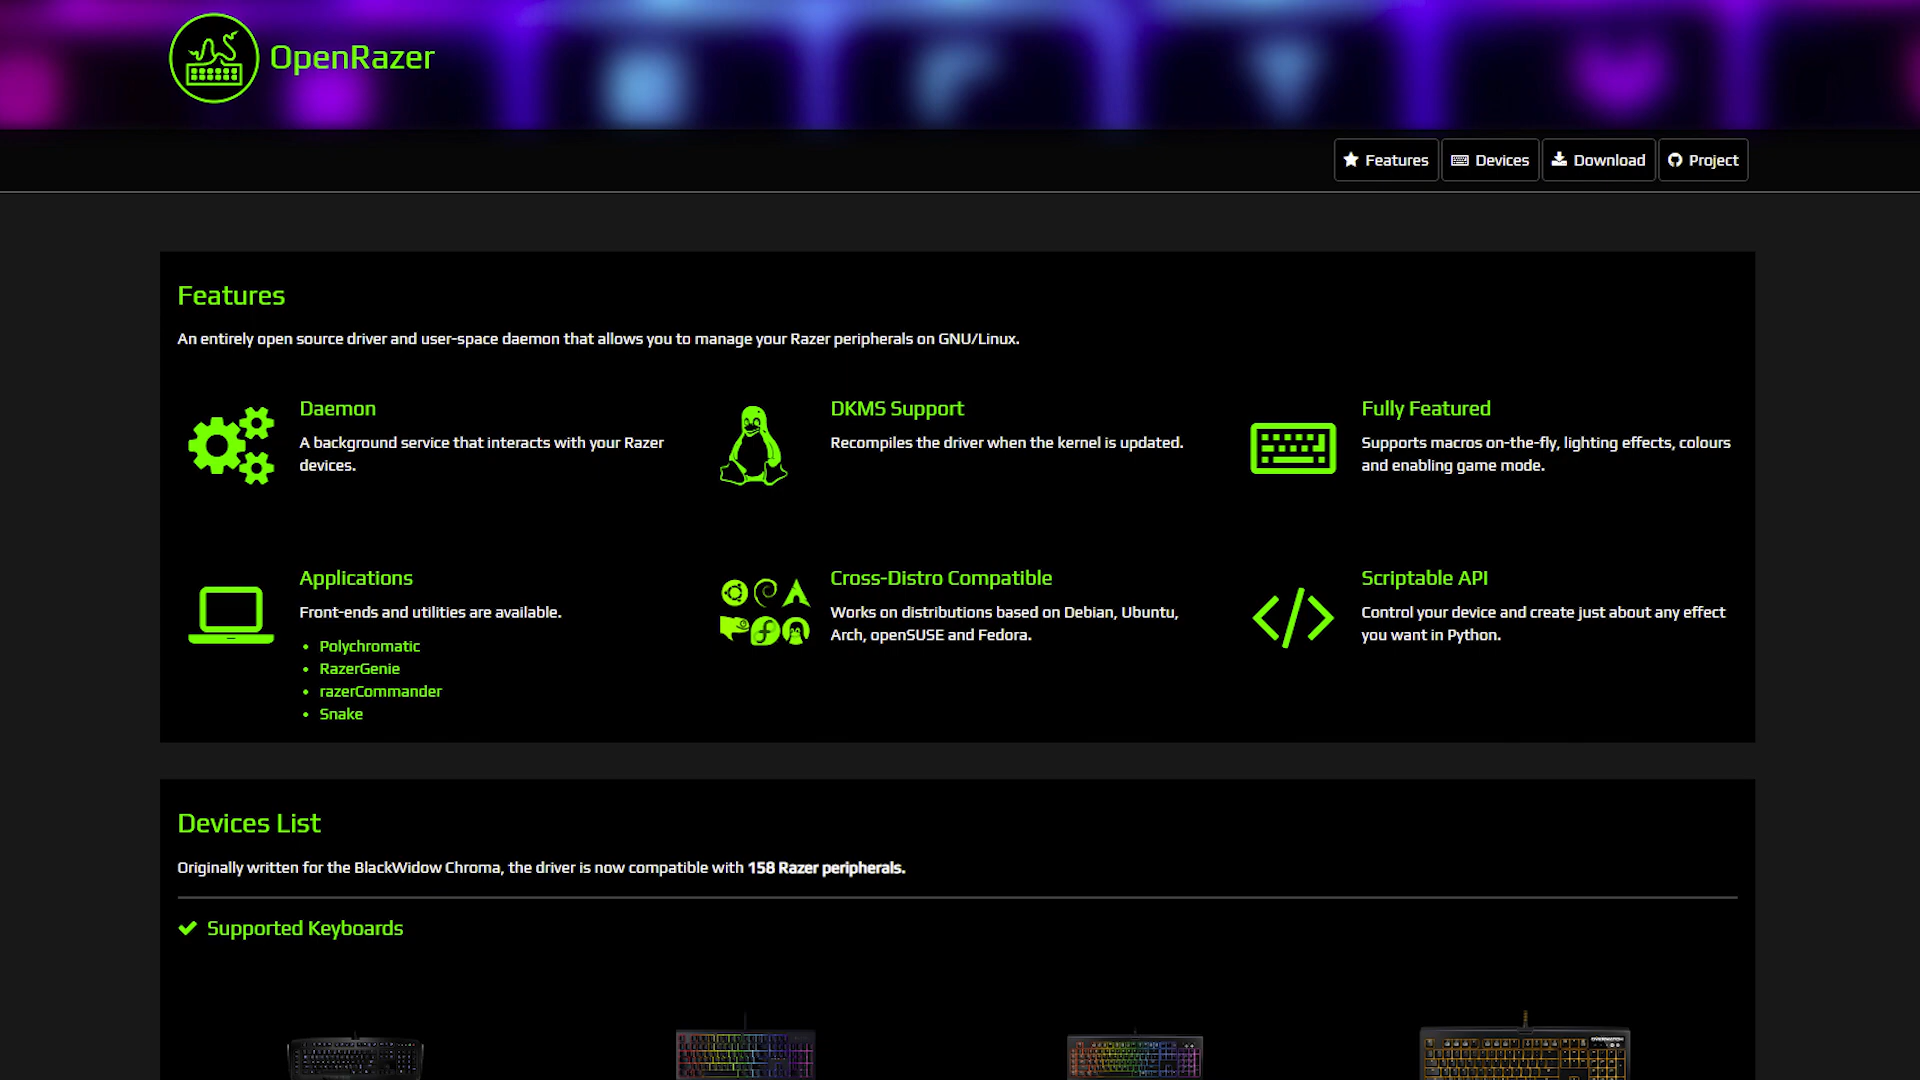 OpenRazer
Features
Devices
Download
Project
Features
An entirely open source driver and user-space daemon that allows you to manage your Razer peripherals on GNU/Linux.
Daemon
A background service that interacts with your Razer
devices.
DKMS Support
Recompiles the driver when the kernel is updated.
Fully Featured
Supports macros on-the-fly, lighting effects, colours
and enabling game mode.
Applications
Front-ends and utilities are available.
Polychromatic
RazerGenie
razerCommander
Snake
Cross-Distro Compatible
Works on distributions based on Debian, Ubuntu,
Arch, openSUSE and Fedora.
Scriptable API
Control your device and create just about any effect
you want in Python.
Devices List
Originally written for the BlackWidow Chroma, the driver is now compatible with 158 Razer peripherals.
Supported Keyboards